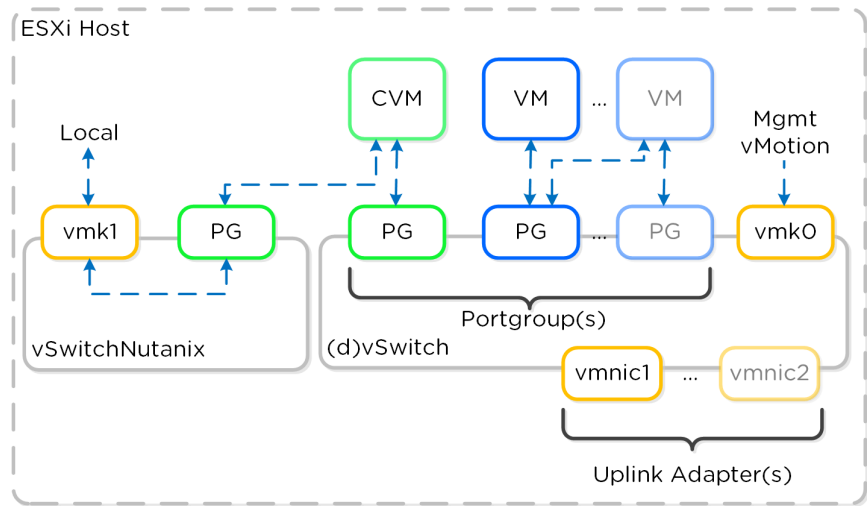 ESXi Host
CVM
VM
...
VM
Local
Mgmt
vMotion
vmk1
PG
PG
PG
...
PG
vmk0
Portgroup(s)
vSwitchNutanix
(d)vSwitch
vmnic1
...
vmnic2
Uplink Adapter(s)